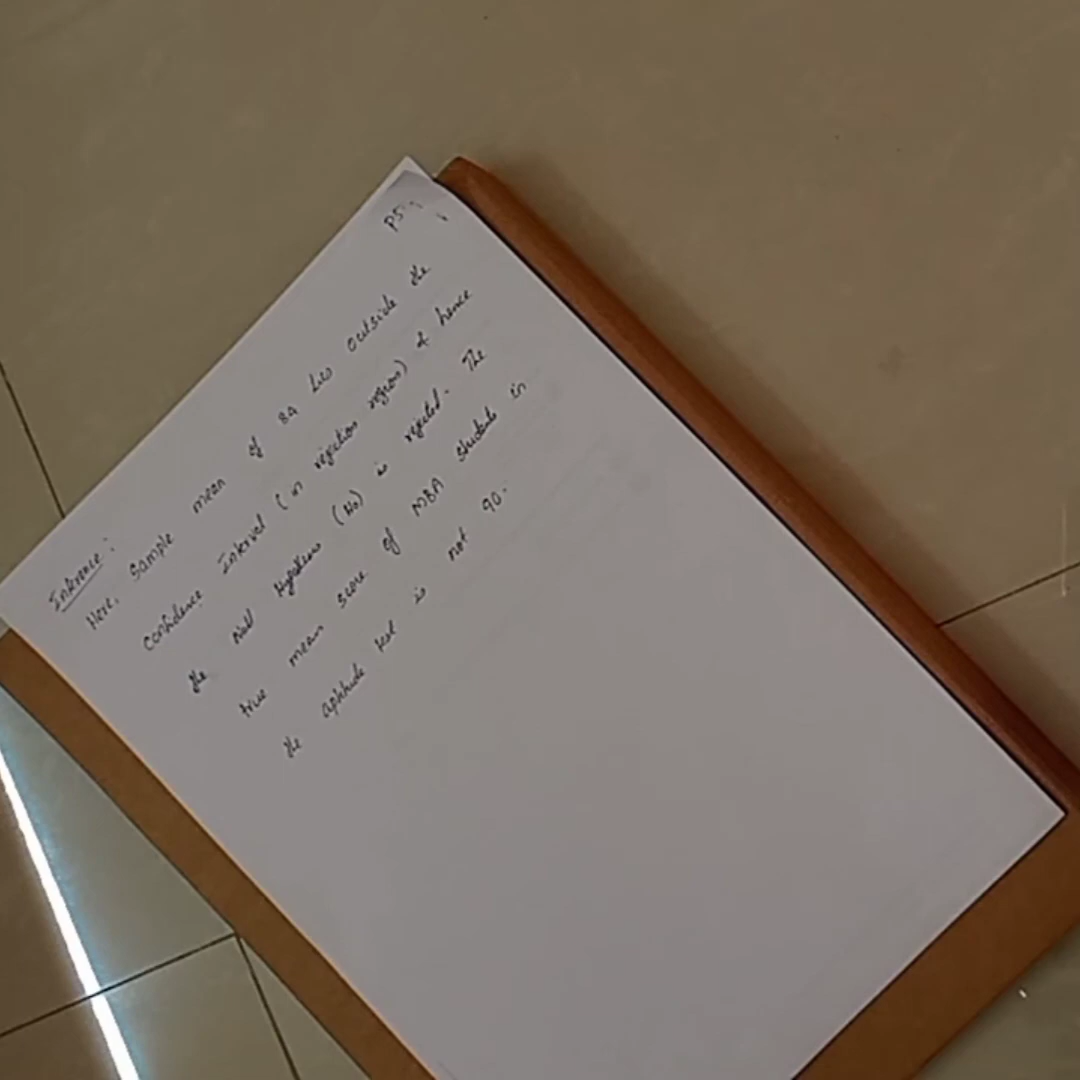 P5
Inference:
Here, Sample mean of 84 lies outside the
confidence Interval (in rejection region) & hence
the Null Hypothesis (H0) is rejected. The
true mean score of MBA students in
the aptitude test is not 90.